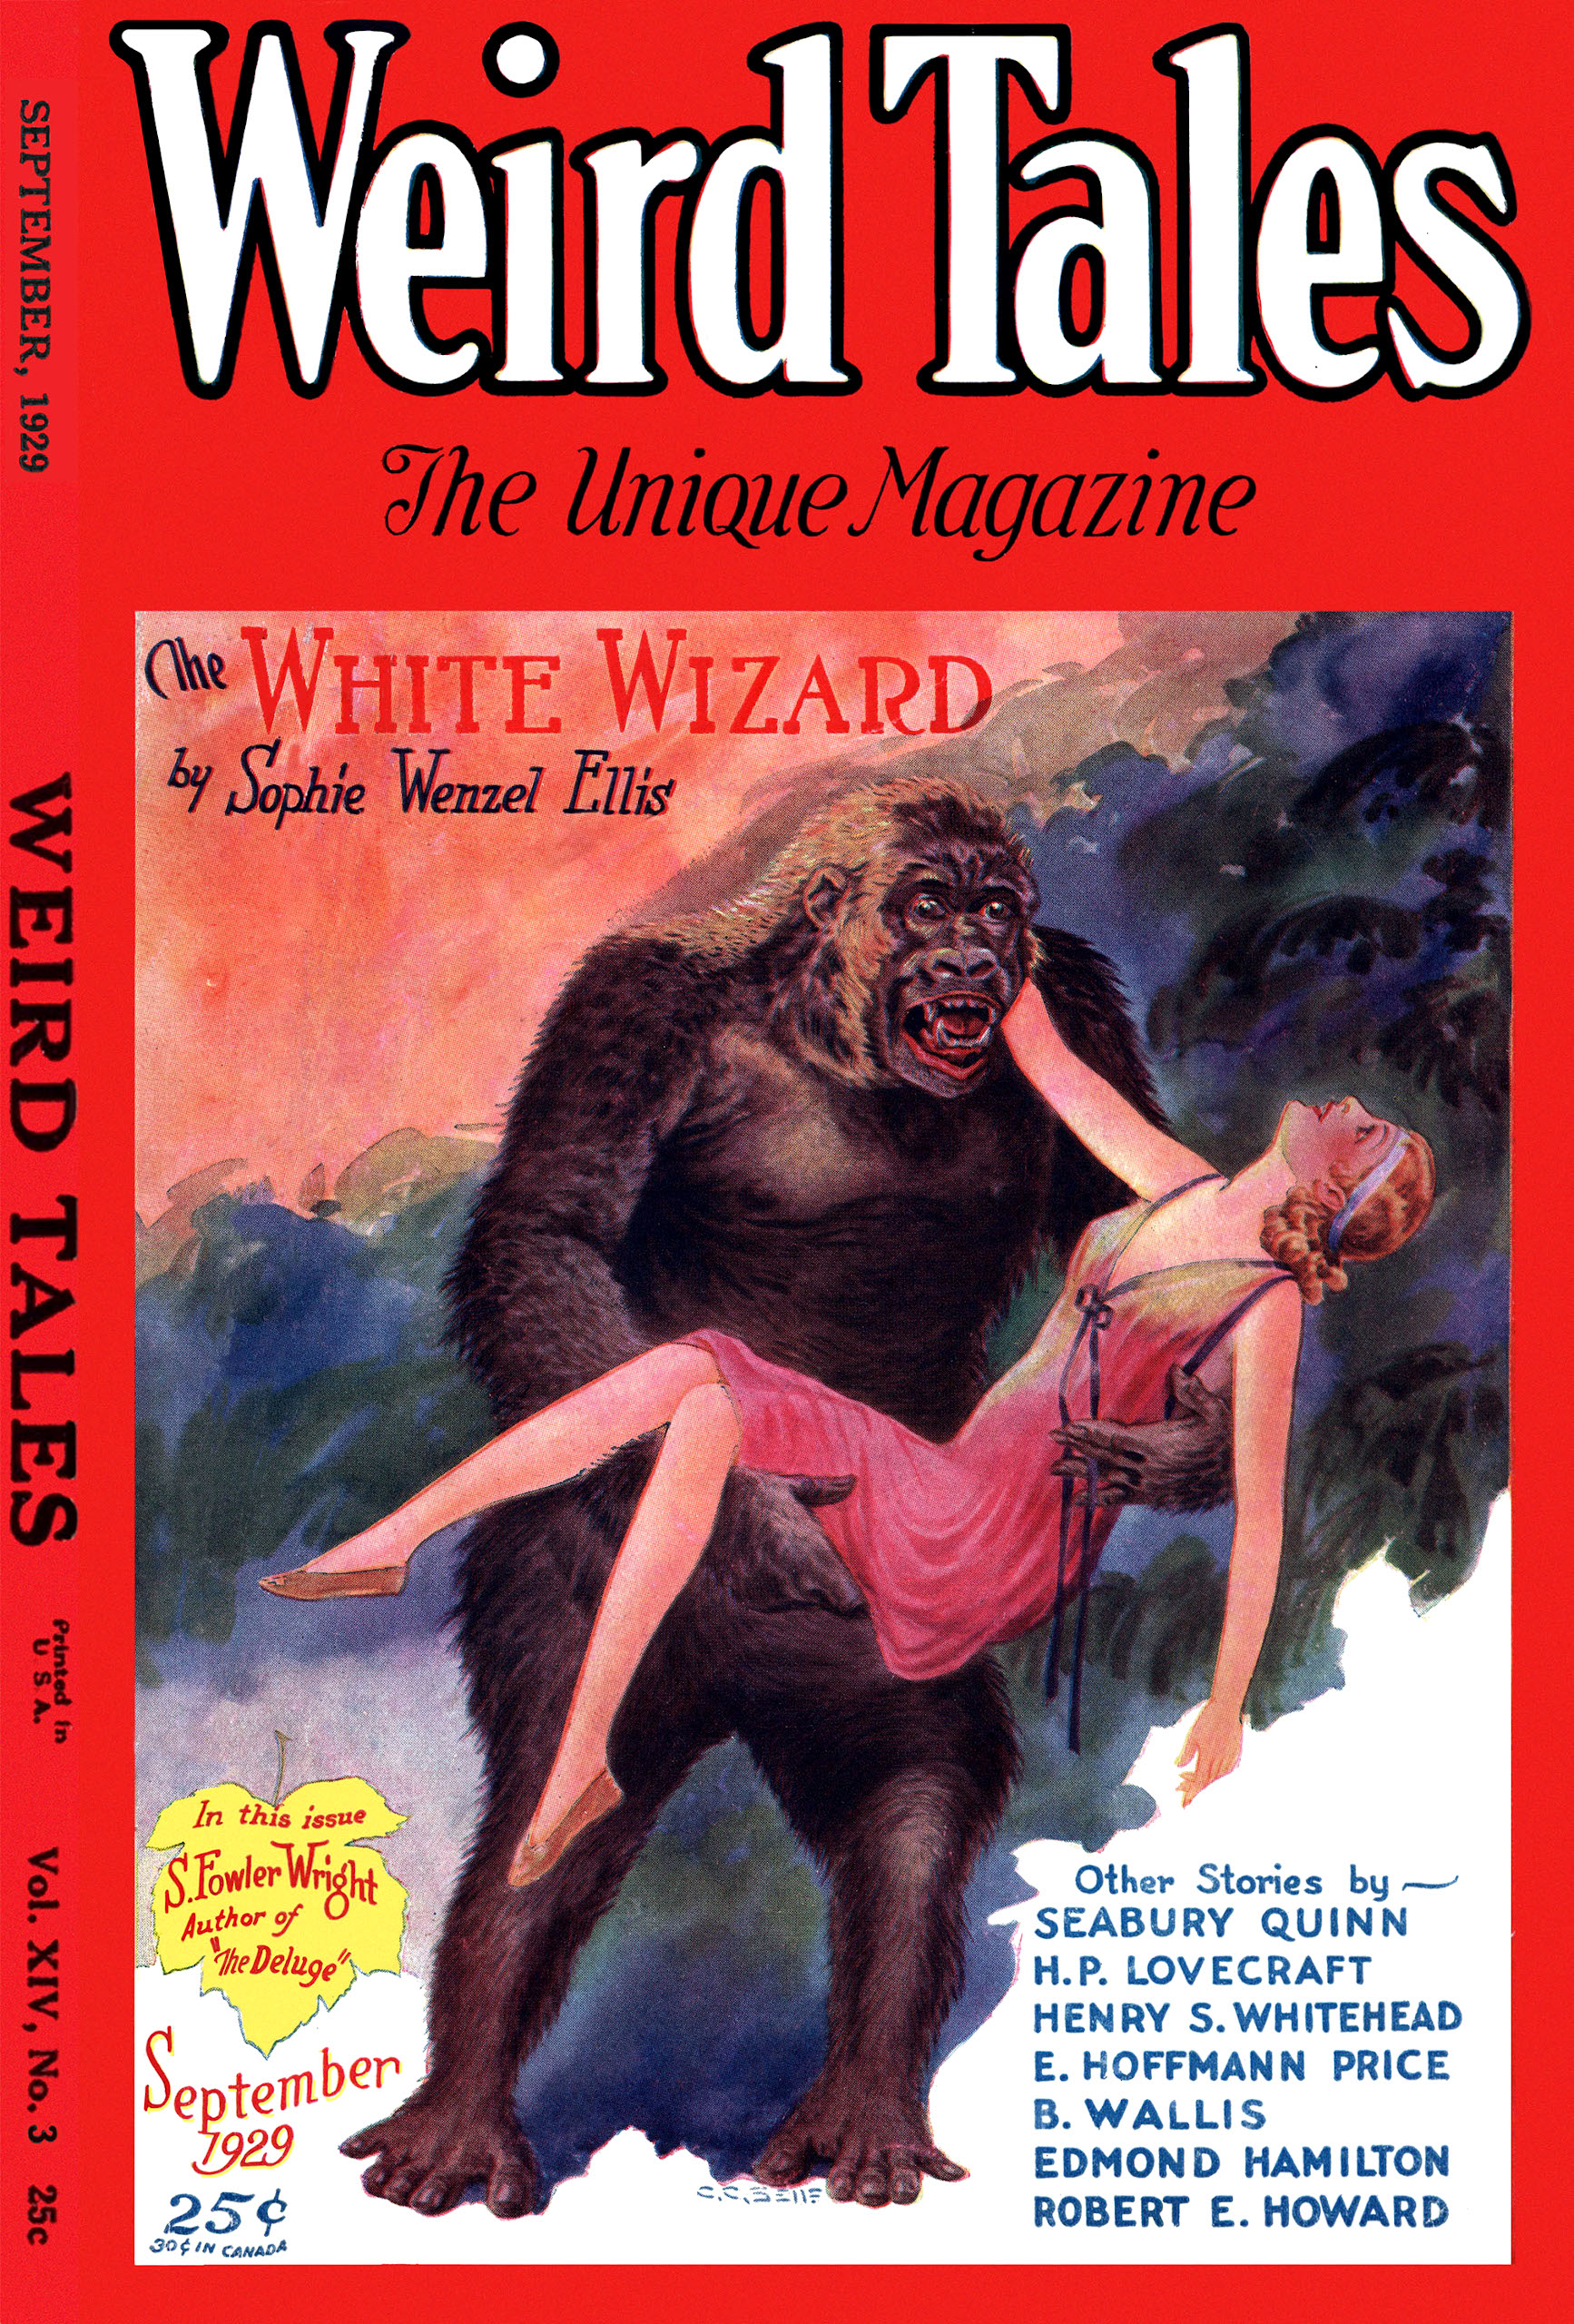 Weird Tales
The Unique Magazine
The WHITE WIZARD
by Sophie Wenzel Ellis
In this issue
S. Fowler Wright
Author of
"The Deluge"
September
1929
25¢
30¢ IN CANADA
Other Stories by —
SEABURY QUINN
H.P. LOVECRAFT
HENRY S. WHITEHEAD
E. HOFFMANN PRICE
B. WALLIS
EDMOND HAMILTON
ROBERT E. HOWARD
SEPTEMBER, 1929
WEIRD TALES
Printed in
U. S. A.
Vol. XIV, No. 3
25c